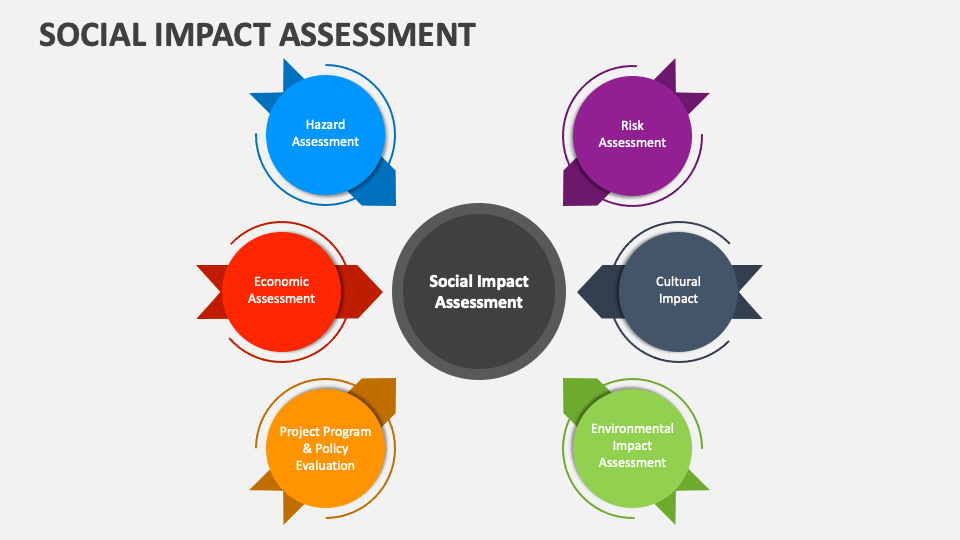 SOCIAL IMPACT ASSESSMENT
Hazard
Assessment
Risk
Assessment
Economic
Assessment
Social Impact
Assessment
Cultural
Impact
Project Program
& Policy
Evaluation
Environmental
Impact
Assessment